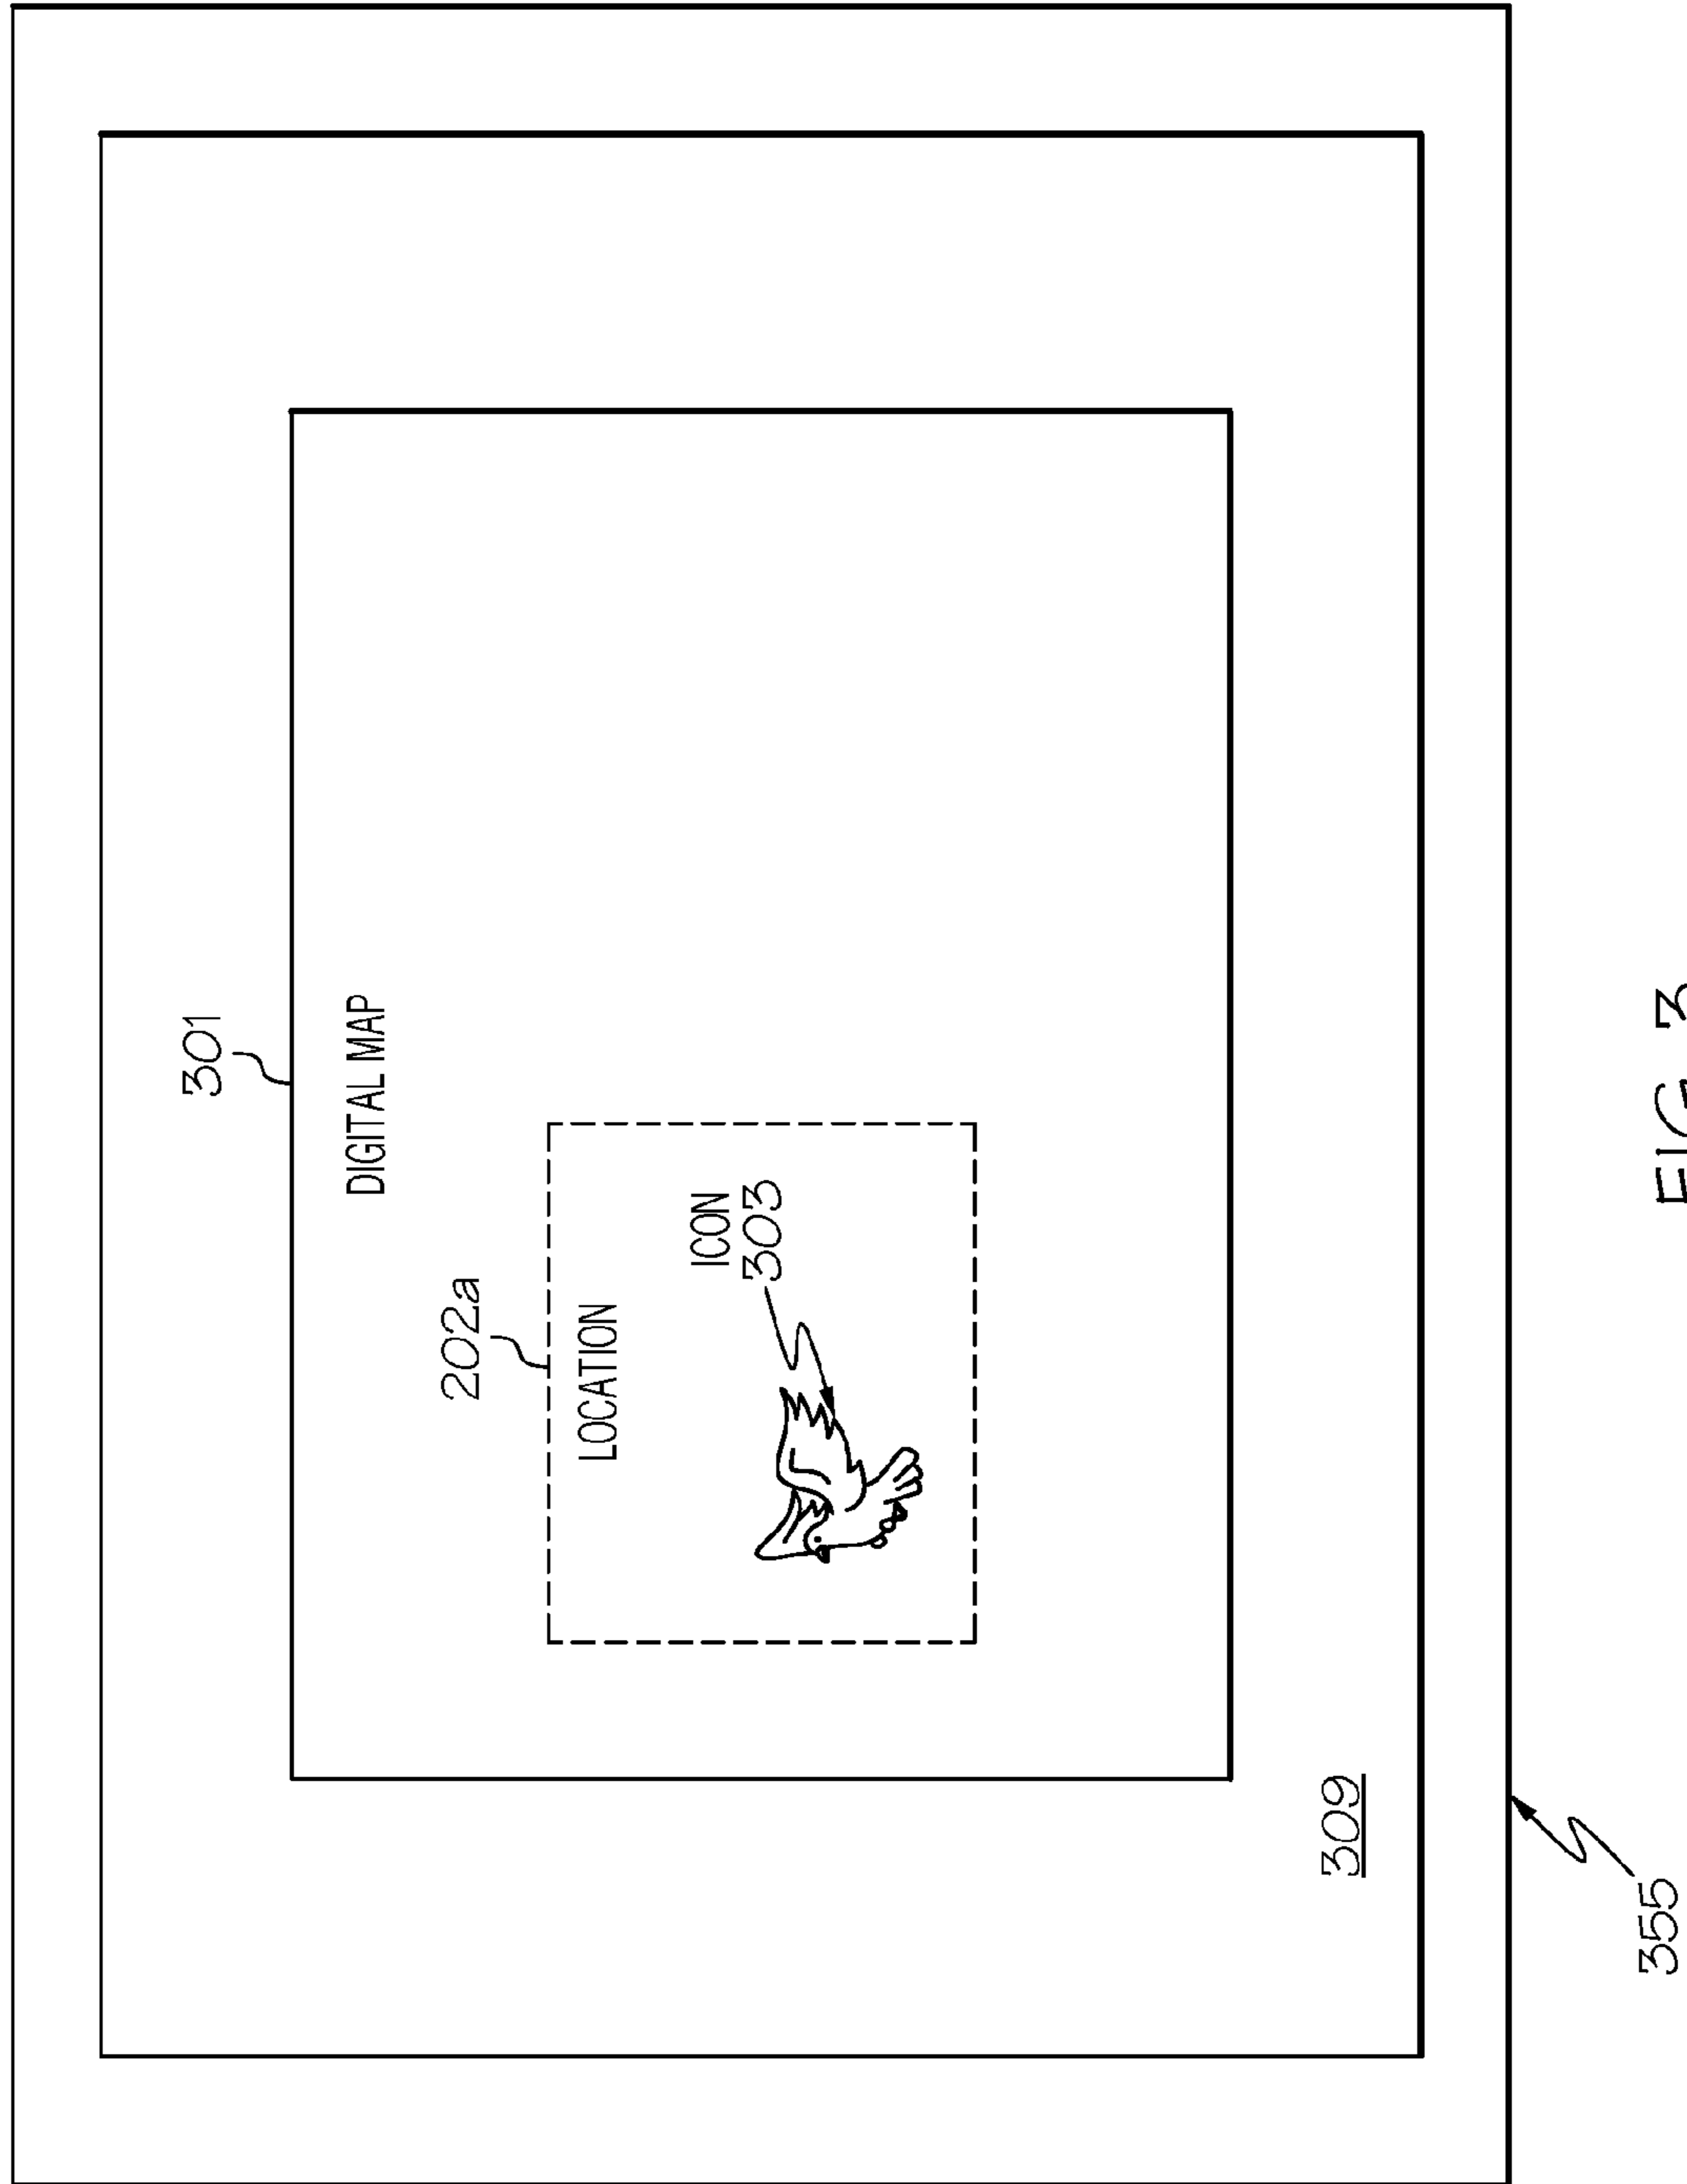 301
DIGITAL MAP
202a
LOCATION
ICON
303
309
355
FIG. 3